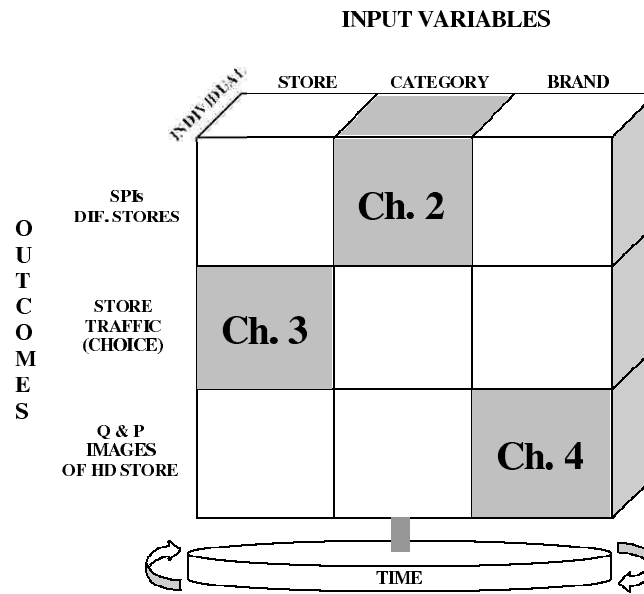 INPUT VARIABLES
INDIVIDUAL
STORE
CATEGORY
BRAND
OUTCOMES
SPIs
DIF. STORES
Ch. 2
STORE
TRAFFIC
(CHOICE)
Ch. 3
Q & P
IMAGES
OF HD STORE
Ch. 4
TIME